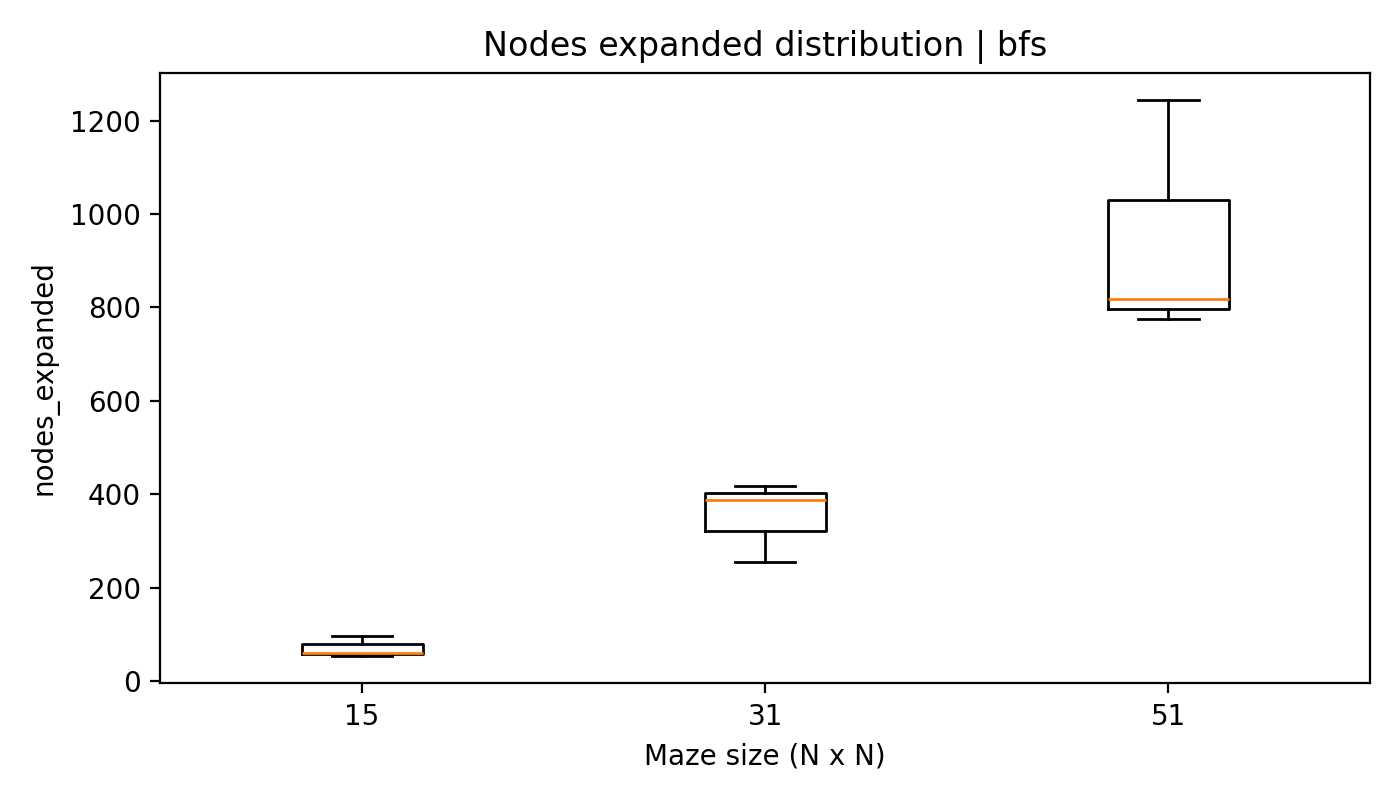 Nodes expanded distribution | bfs
nodes_expanded
1200
1000
800
600
400
200
0
15 31 51
Maze size (N x N)